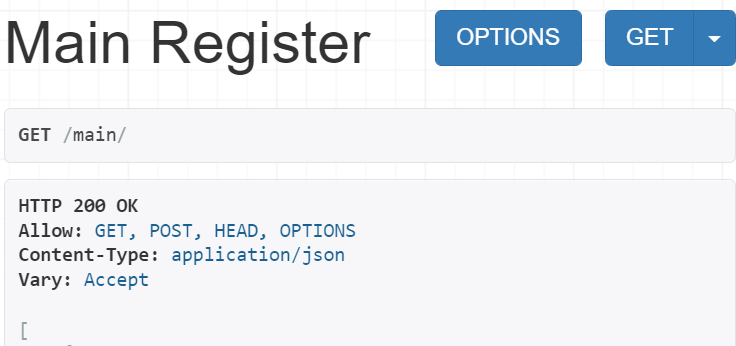 Main Register
OPTIONS
GET
GET /main/
HTTP 200 OK
Allow: GET, POST, HEAD, OPTIONS
Content-Type: application/json
Vary: Accept
[